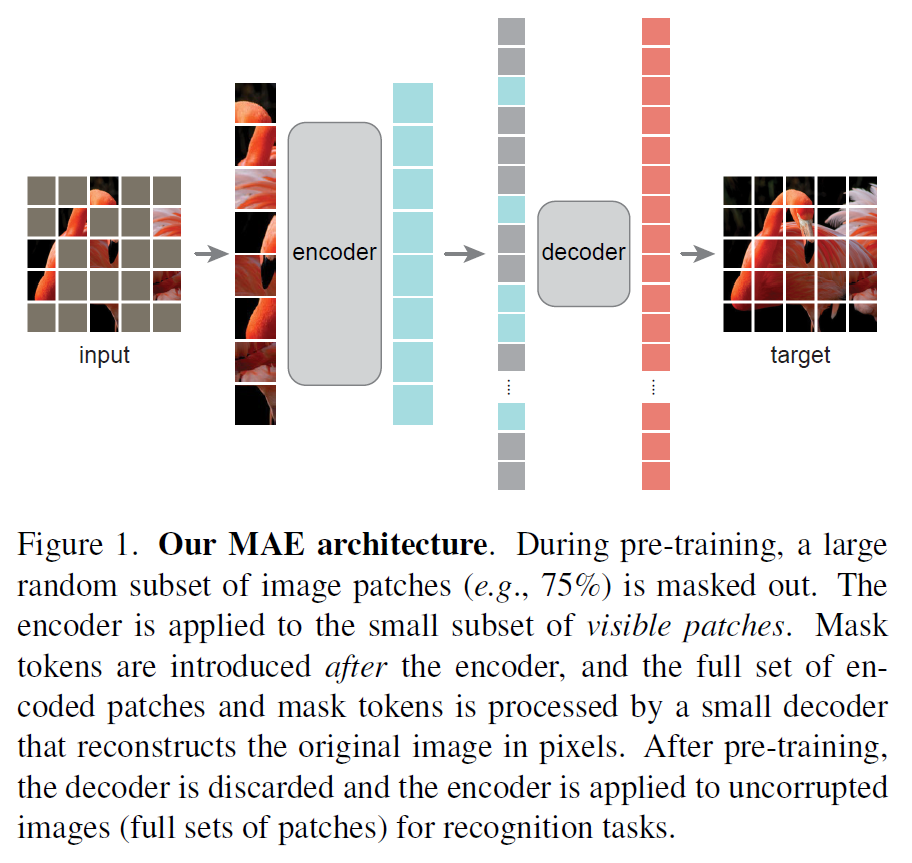 encoder
decoder
input
target
Figure 1. Our MAE architecture. During pre-training, a large
random subset of image patches (e.g., 75%) is masked out. The
encoder is applied to the small subset of visible patches. Mask
tokens are introduced after the encoder, and the full set of en-
coded patches and mask tokens is processed by a small decoder
that reconstructs the original image in pixels. After pre-training,
the decoder is discarded and the encoder is applied to uncorrupted
images (full sets of patches) for recognition tasks.